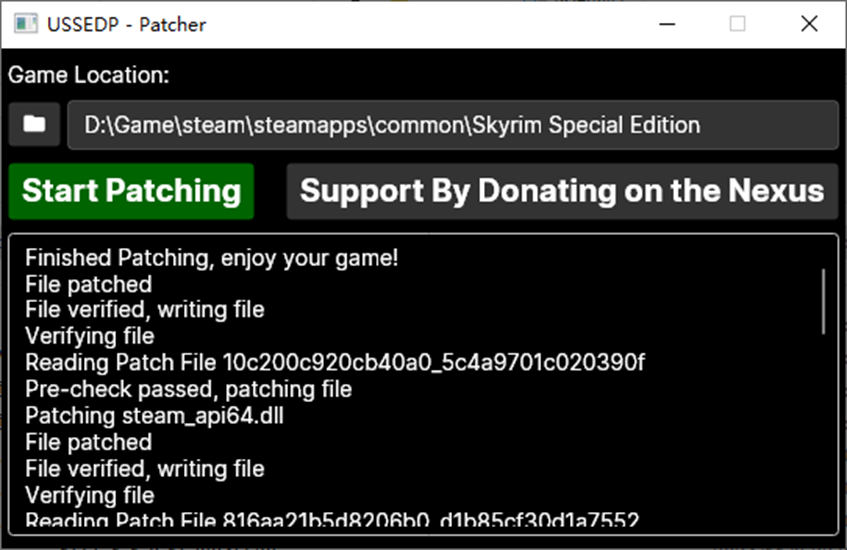 USSEDP - Patcher
Game Location:
D:\Game\steam\steamapps\common\Skyrim Special Edition
Start Patching
Support By Donating on the Nexus
Finished Patching, enjoy your game!
File patched
File verified, writing file
Verifying file
Reading Patch File 10c200c920cb40a0_5c4a9701c020390f
Pre-check passed, patching file
Patching steam_api64.dll
File patched
File verified, writing file
Verifying file
Reading Patch File 816aa21b5d8206b0_d1b85cf30d1a7552